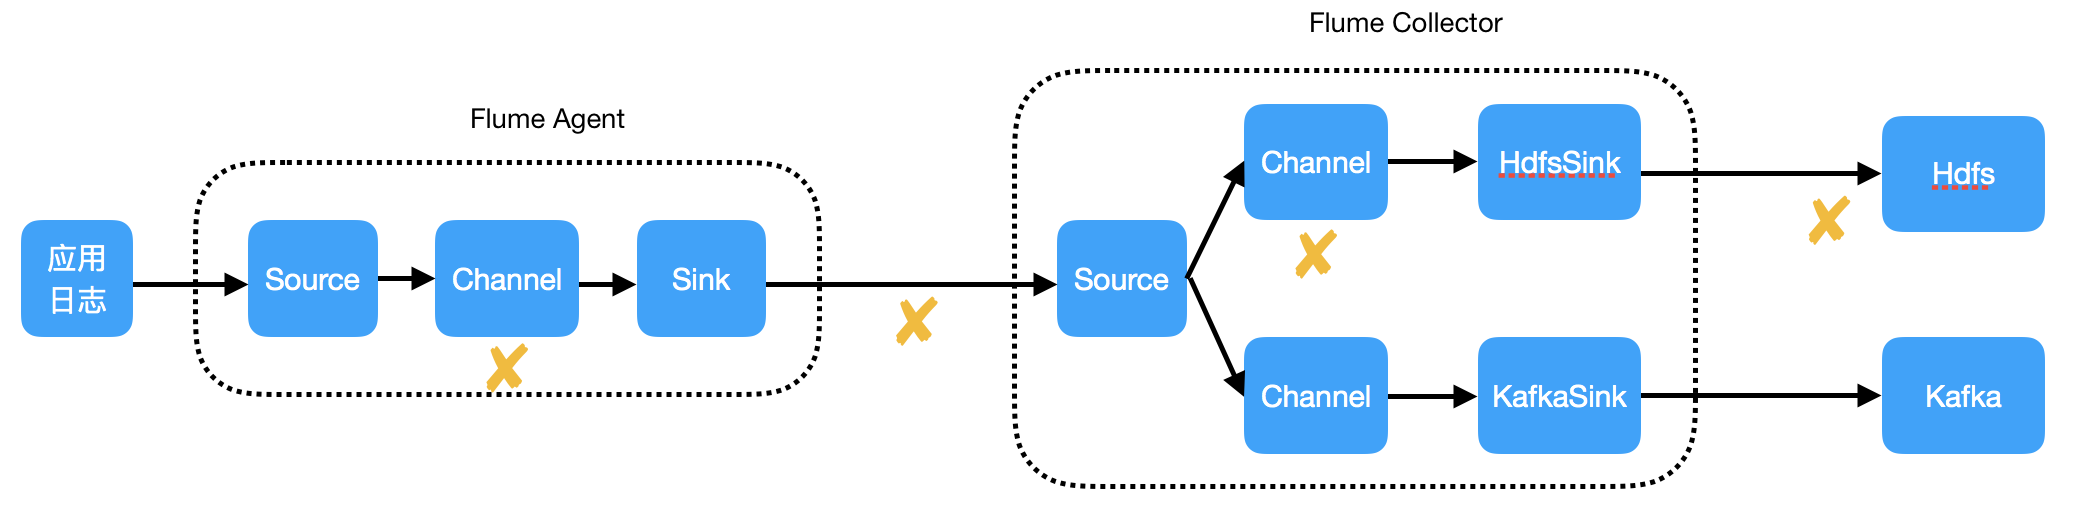 Flume Collector
Flume Agent
应用
日志
Source
Channel
Sink
Source
Channel
HdfsSink
Hdfs
Channel
KafkaSink
Kafka